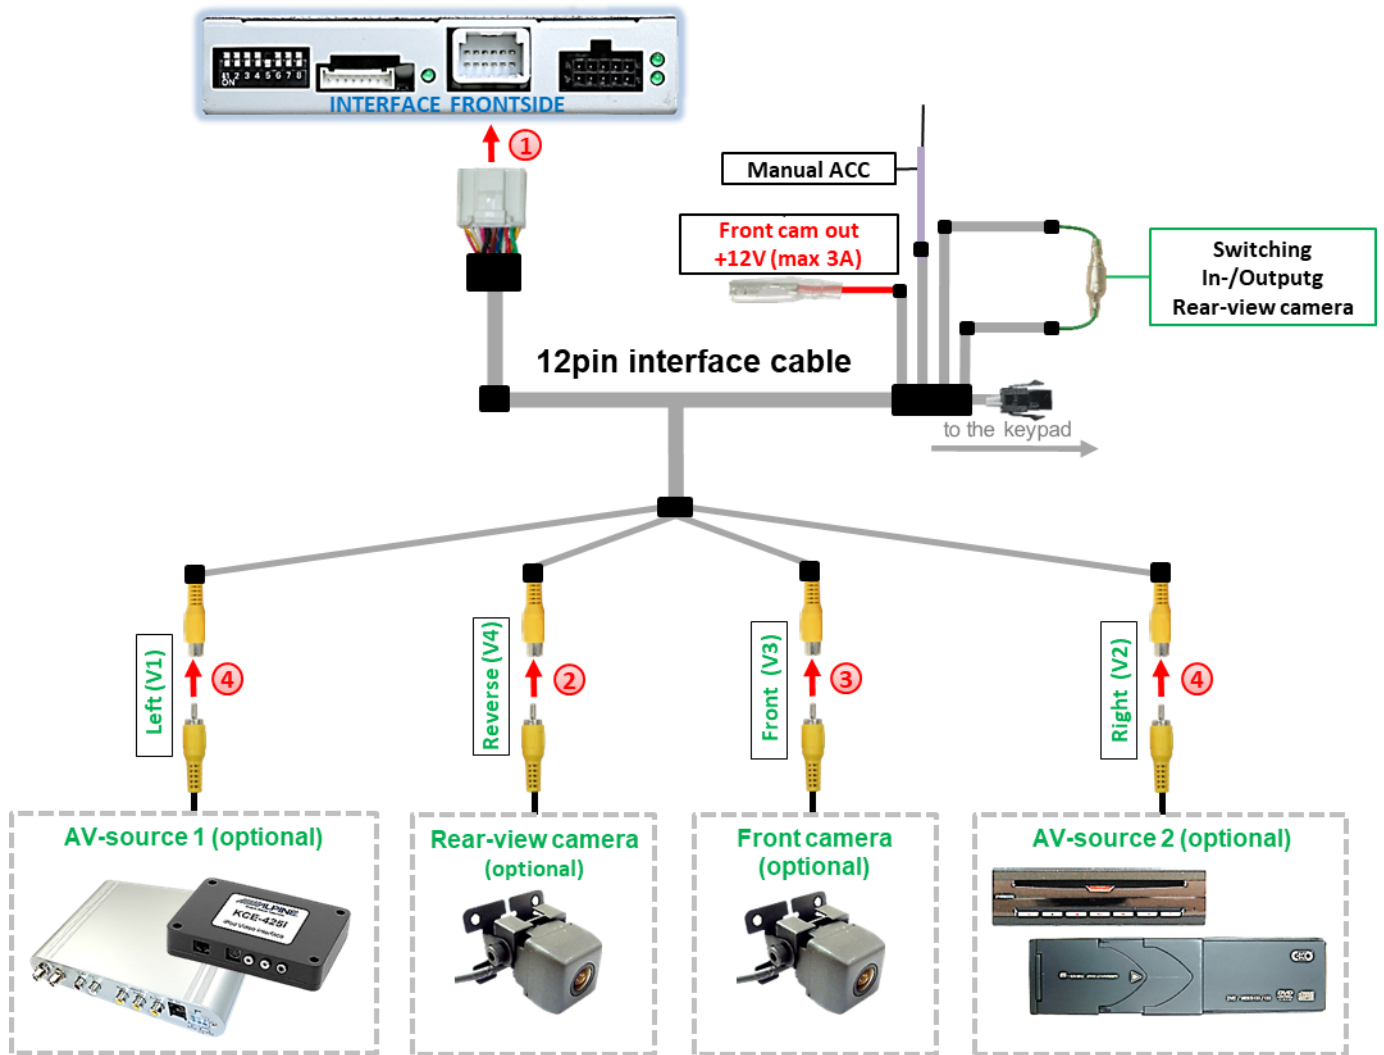 1 2 3 4 5 6 7 8
ON
INTERFACE FRONTSIDE
1
Manual ACC
Front cam out
+12V (max 3A)
Switching
In-/Outputg
Rear-view camera
12pin interface cable
to the keypad
Left (V1)
4
Reverse (V4)
2
Front (V3)
3
Right (V2)
4
AV-source 1 (optional)
ALPINE
KCE-425i
iPod Video Interface
Rear-view camera
(optional)
Front camera
(optional)
AV-source 2 (optional)